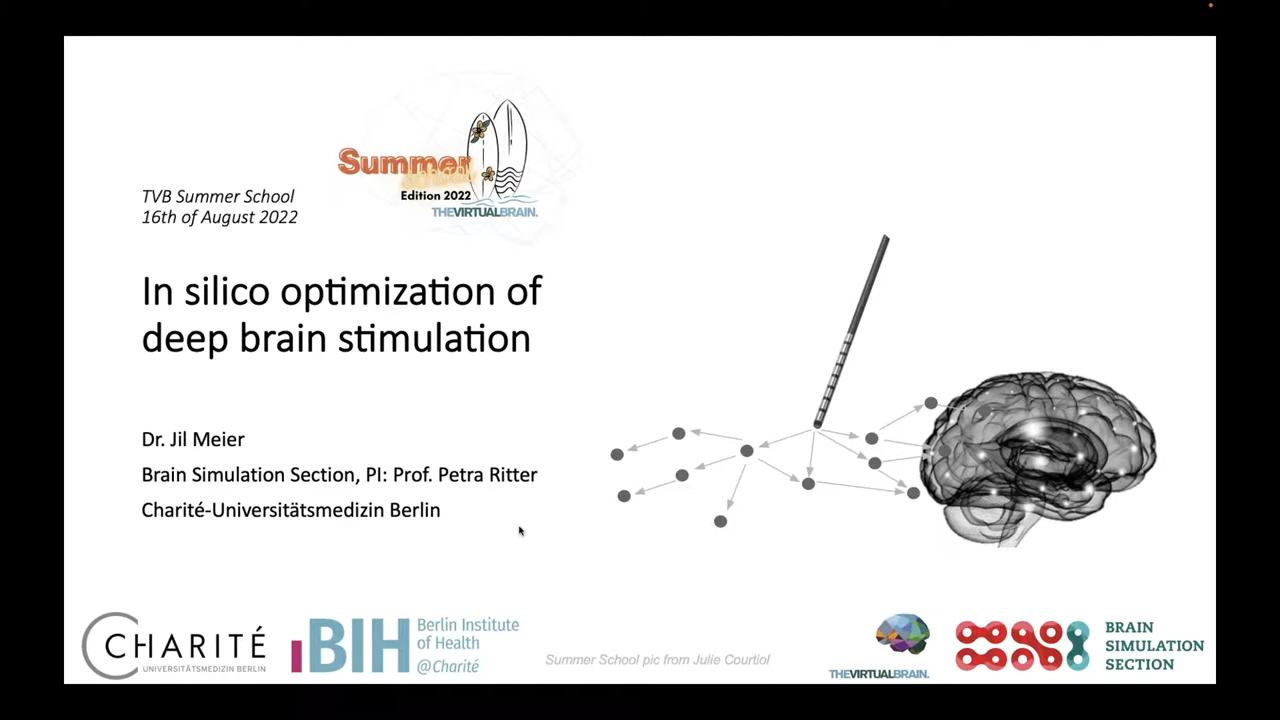 Summer
Edition 2022
THEVIRTUALBRAIN.
TVB Summer School
16th of August 2022
In silico optimization of
deep brain stimulation
Dr. Jil Meier
Brain Simulation Section, PI: Prof. Petra Ritter
Charité-Universitätsmedizin Berlin
CHARITÉ
UNIVERSITÄTSMEDIZIN BERLIN
BIH
Berlin Institute
of Health
@Charité
Summer School pic from Julie Courtiol
THEVIRTUALBRAIN.
BRAIN
SIMULATION
SECTION